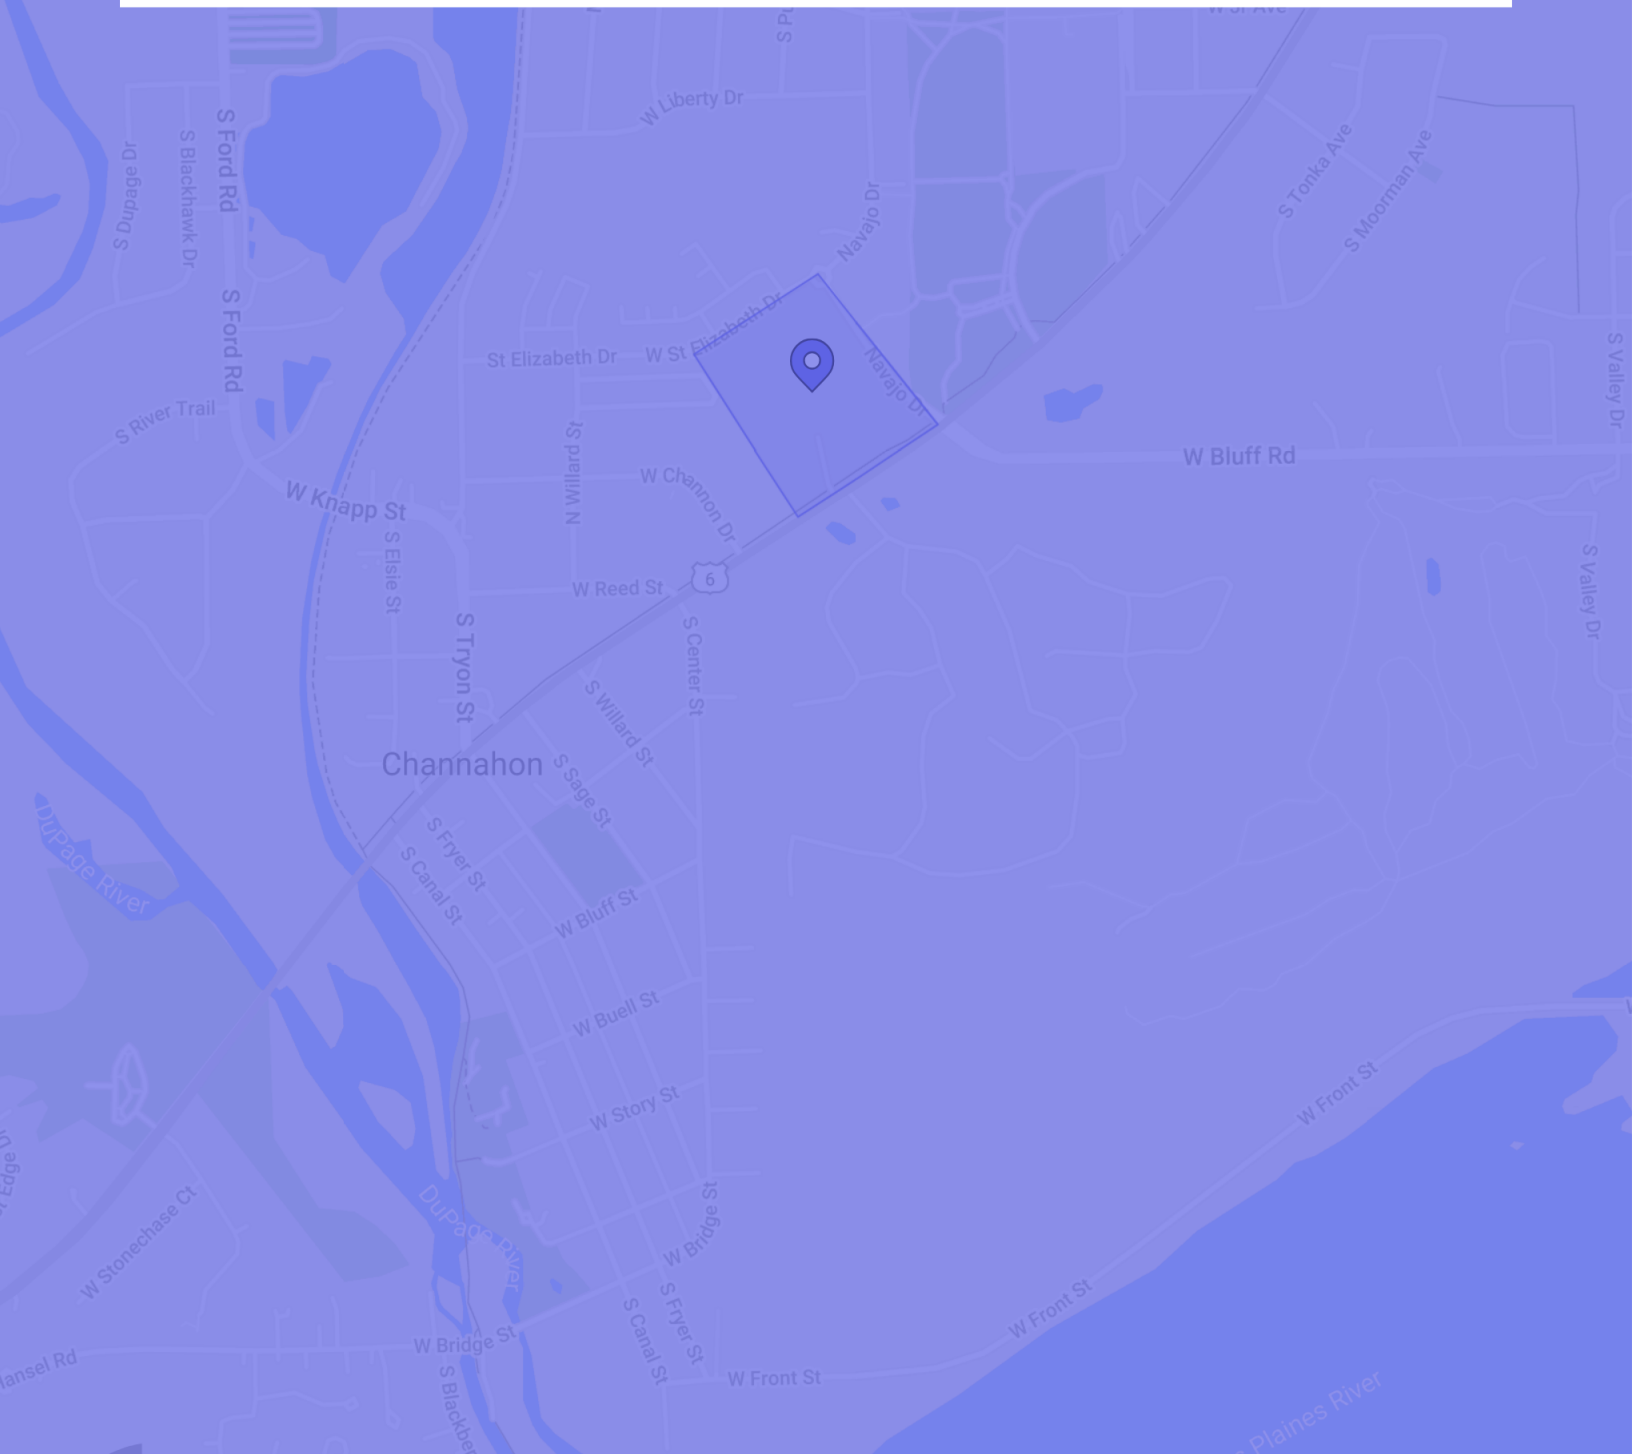 W Liberty Dr
S Ford Rd
S Dupage Dr
S Blackhawk Dr
Navajo Dr
S Tonka Ave
S Moorman Ave
S Ford Rd
St Elizabeth Dr
W St Elizabeth Dr
Navajo Dr
S Valley Dr
S River Trail
W Bluff Rd
W Knapp St
N Willard St
W Channon Dr
S Elsie St
W Reed St
6
S Valley Dr
S Tryon St
S Center St
S Willard St
Channahon
S Sage St
DuPage River
S Fryer St
S Canal St
W Bluff St
W Buell St
W Front St
W Story St
W Stonechase Ct
DuPage River
W Bridge St
W Front St
S Fryer St
S Canal St
W Bridge St
W Front St
Plaines River